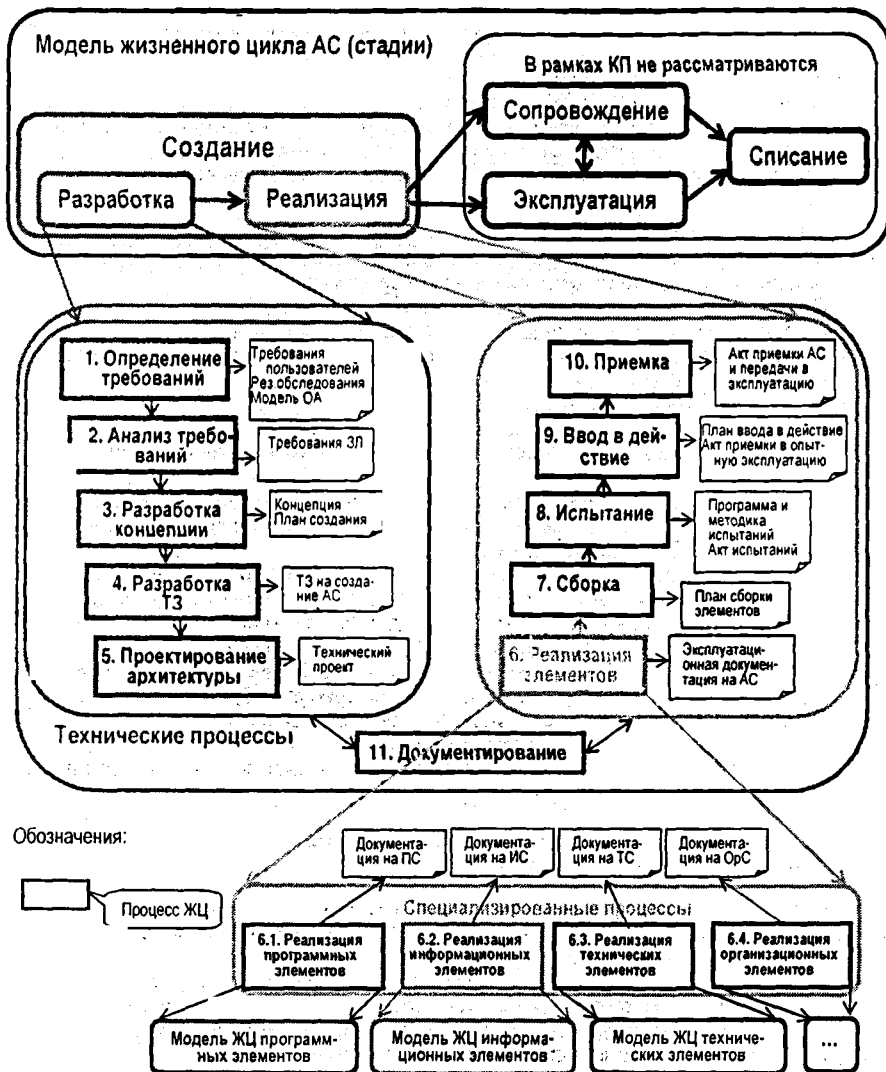 Модель жизненного цикла АС (стадии)
В рамках КП не рассматриваются
Создание
Разработка
Реализация
Сопровождение
Эксплуатация
Списание
1. Определение
требований
Требования
пользователей
Рез.обследования
Модель ОА
2. Анализ требо-
ваний
Требования ЗЛ
3. Разработка
концепции
Концепция
План создания
4. Разработка
ТЗ
ТЗ на созда-
ние АС
5. Проектирование
архитектуры
Технический
проект
10. Приемка
Акт приемки АС
и передачи в
эксплуатацию
9. Ввод в дей-
ствие
План ввода в действие
Акт приемки в опыт-
ную эксплуатацию
8. Испытание
Программа и
методика
испытаний
Акт испытаний
7. Сборка
План сборки
элементов
6. Реализация
элементов
Эксплуатаци-
онная докумен-
тация на АС
Технические процессы
11. Документирование
Обозначения:
Процесс ЖЦ
Документа-
ция на ПС
Документа-
ция на ИС
Документа-
ция на ТС
Документа-
ция на ОрС
Специализированные процессы
6.1. Реализация
программных
элементов
6.2. Реализация
информационных
элементов
6.3. Реализация
технических
элементов
6.4. Реализация
организационных
элементов
Модель ЖЦ программ-
ных элементов
Модель ЖЦ информа-
ционных элементов
Модель ЖЦ техниче-
ских элементов
...